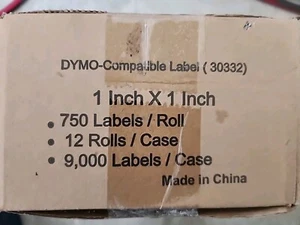 DYMO-Compatible Label ( 30332)
1 Inch X 1 Inch
• 750 Labels / Roll
• 12 Rolls / Case
• 9,000 Labels / Case
Made in China